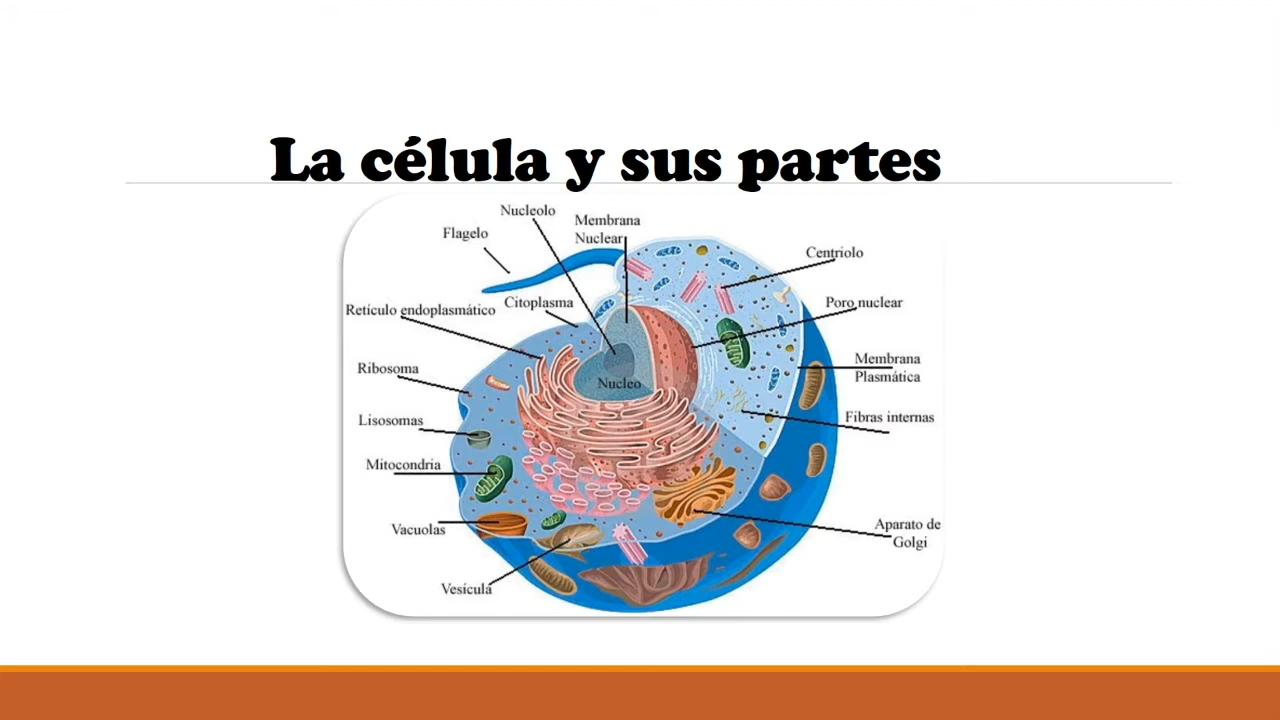 La célula y sus partes
Nucleolo
Membrana
Nuclear
Flagelo
Centriolo
Retículo endoplasmático
Citoplasma
Poro nuclear
Ribosoma
Membrana
Plasmática
Nucleo
Lisosomas
Fibras internas
Mitocondria
Vacuolas
Aparato de
Golgi
Vesícula